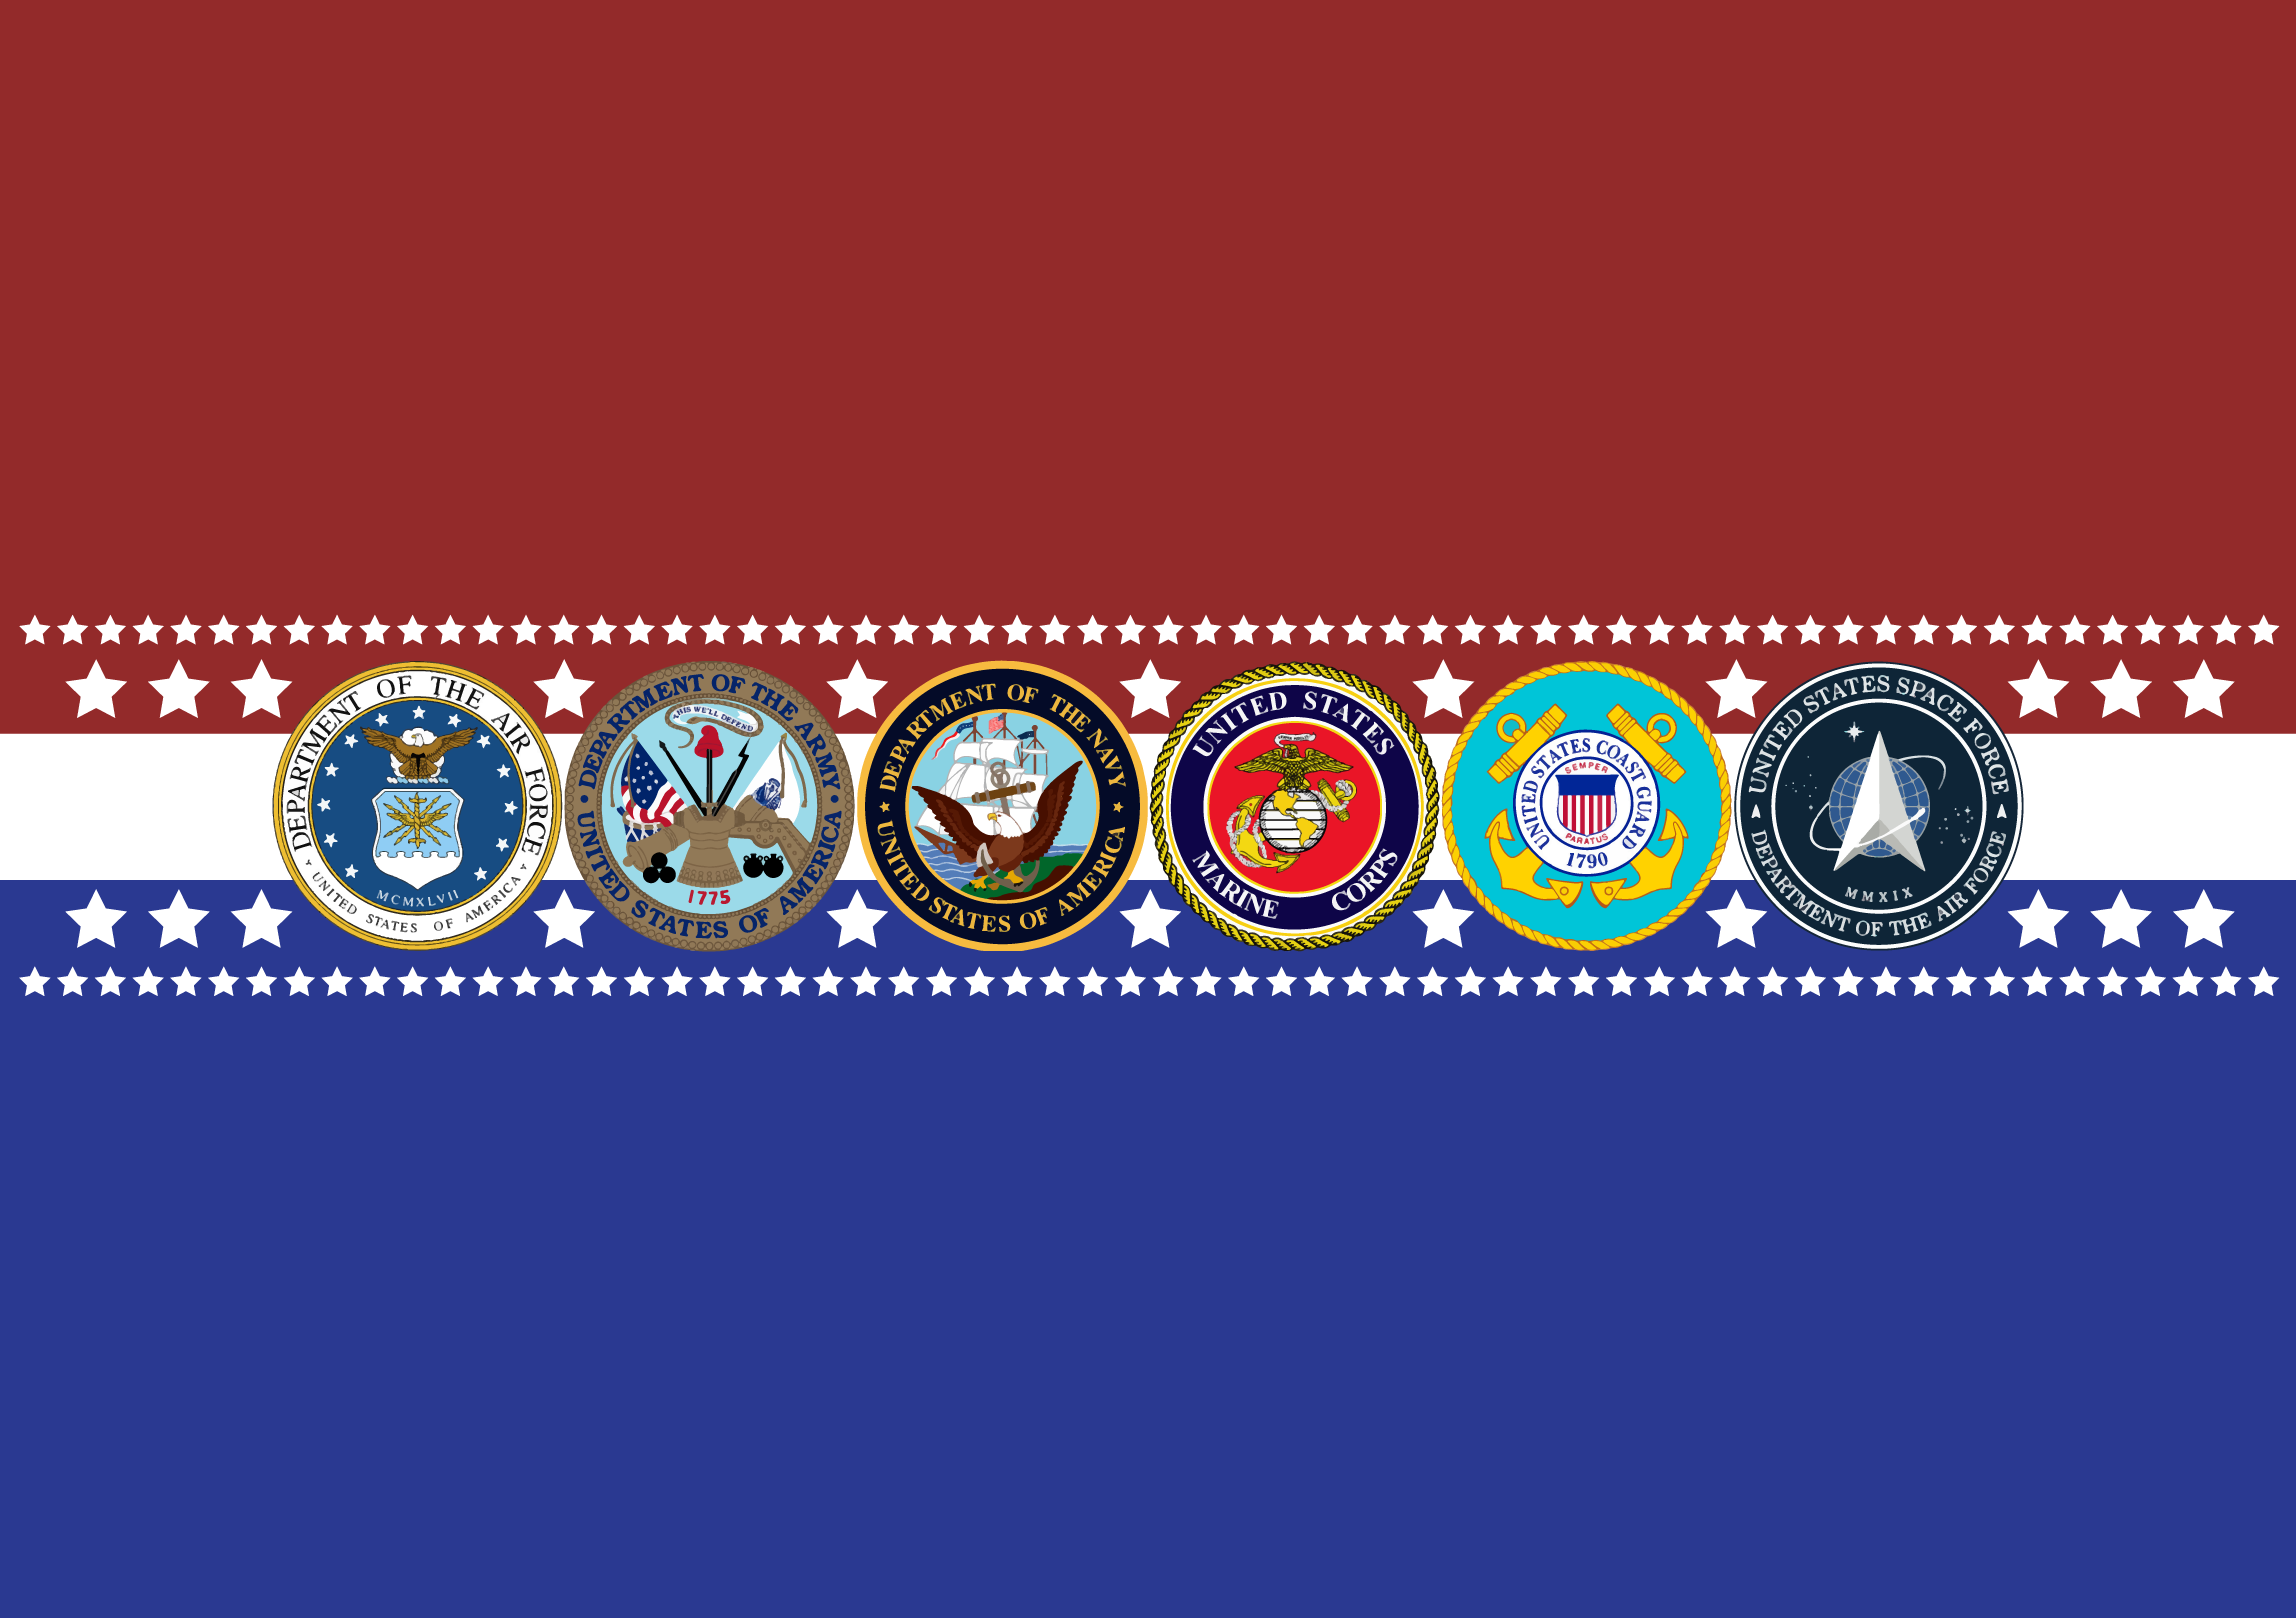 DEPARTMENT OF THE AIR FORCE
MCMXLVII
UNITED STATES OF AMERICA
DEPARTMENT OF THE ARMY
THIS WE'LL DEFEND
1775
UNITED STATES OF AMERICA
DEPARTMENT OF THE NAVY
UNITED STATES OF AMERICA
UNITED STATES
MARINE CORPS
UNITED STATES COAST GUARD
SEMPER
PARATUS
1790
UNITED STATES SPACE FORCE
MMXIX
DEPARTMENT OF THE AIR FORCE